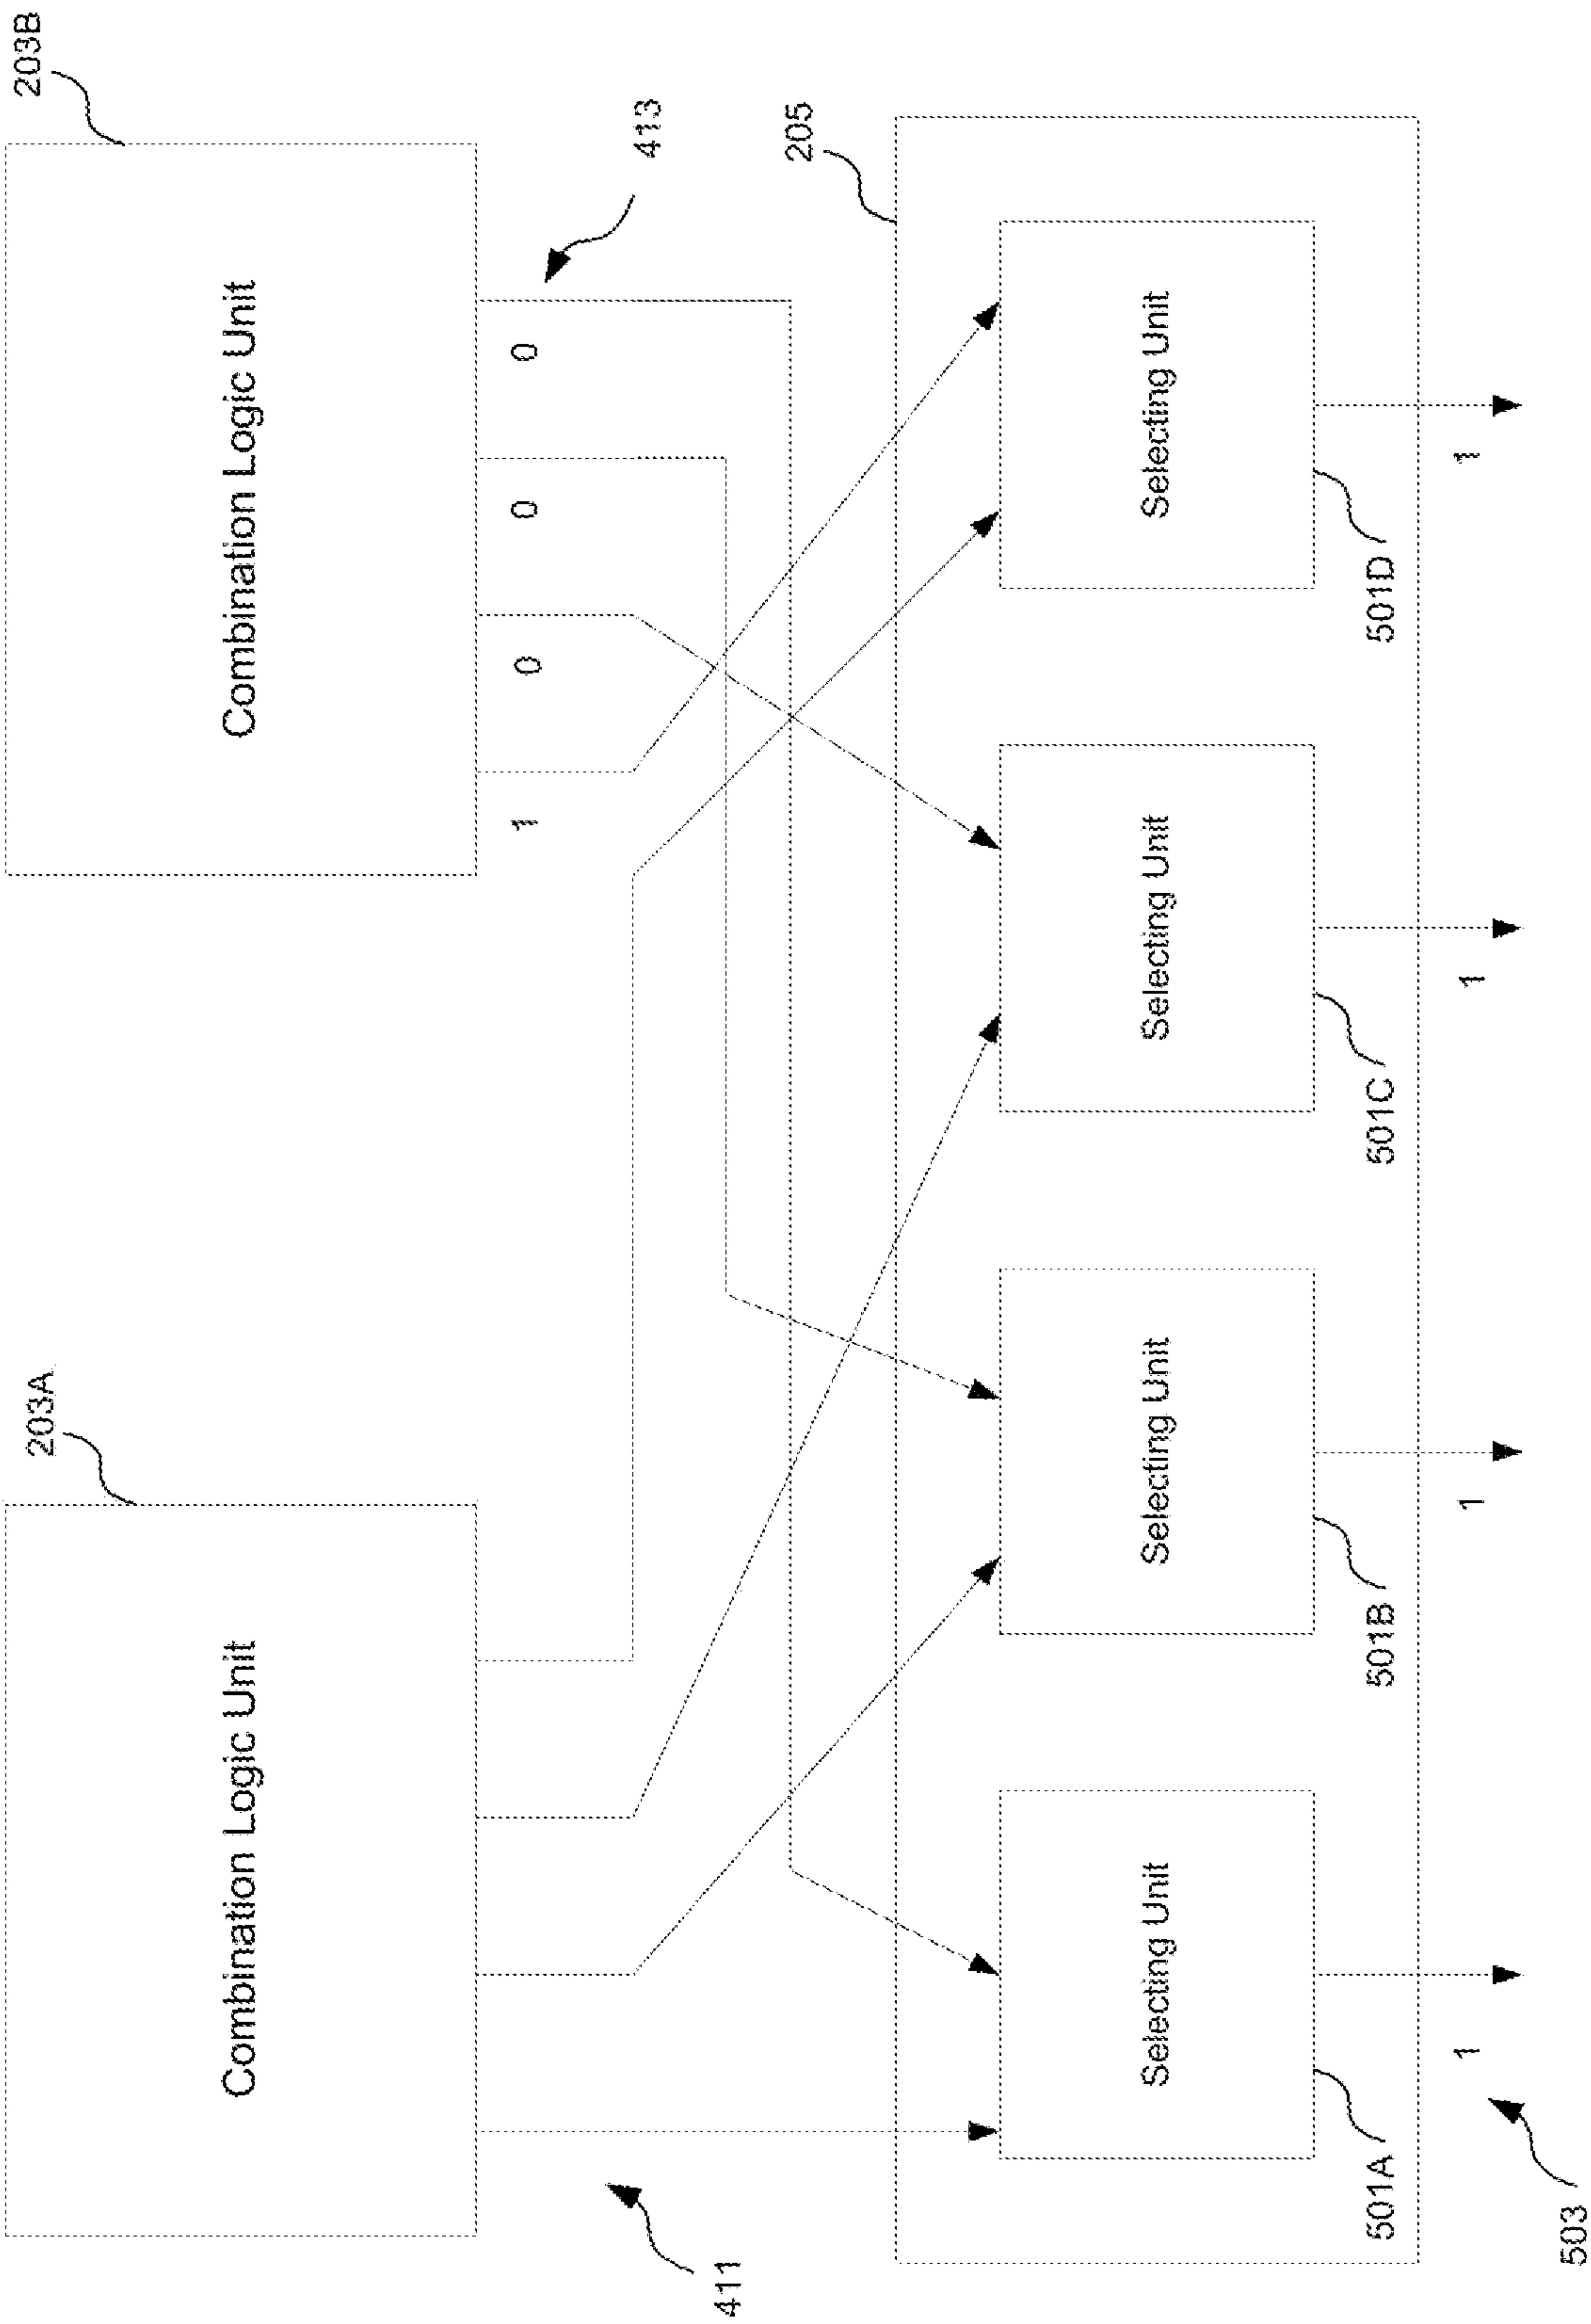 203A
203B
Combination Logic Unit
Combination Logic Unit
411
1
0
0
0
413
205
Selecting Unit
Selecting Unit
Selecting Unit
Selecting Unit
501A
501B
501C
501D
1
1
1
1
503